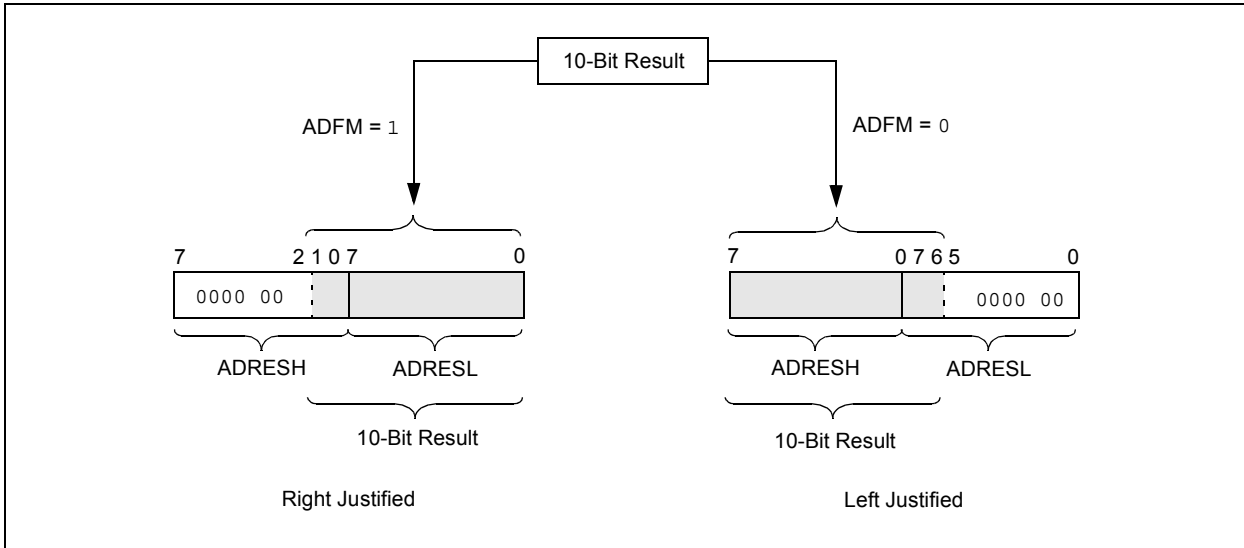 10-Bit Result
ADFM = 1
ADFM = 0
7 2 1 0 7 0
7 0 7 6 5 0
0000 00
0000 00
ADRESH ADRESL
ADRESH ADRESL
10-Bit Result
10-Bit Result
Right Justified
Left Justified